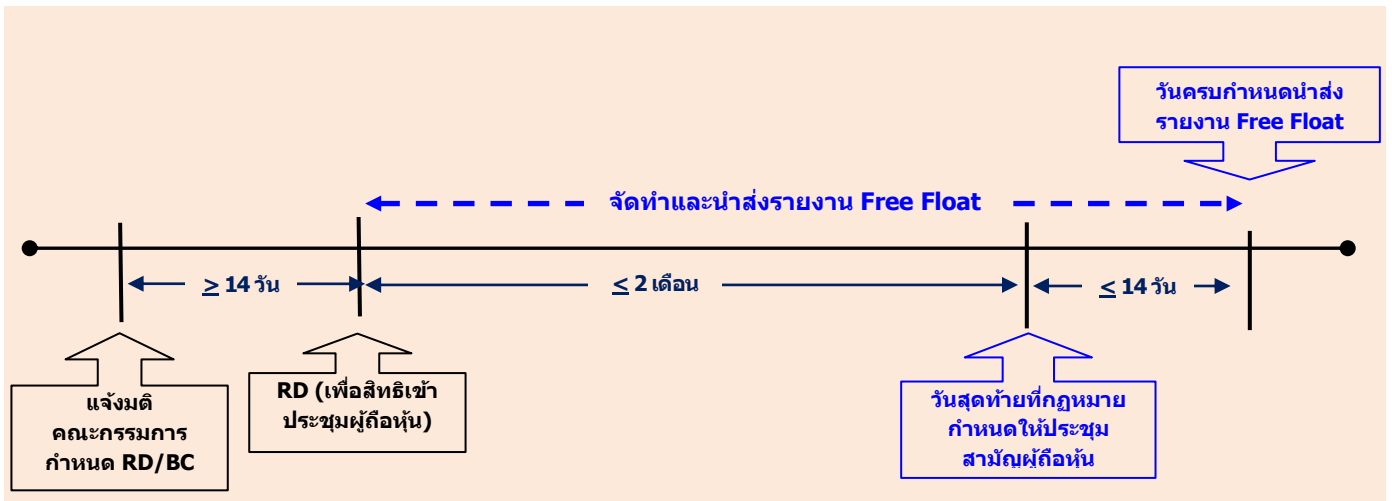 วันครบกำหนดนำส่ง
รายงาน Free Float
จัดทำและนำส่งรายงาน Free Float
≥ 14 วัน
≤ 2 เดือน
≤ 14 วัน
แจ้งมติ
คณะกรรมการ
กำหนด RD/BC
RD (เพื่อสิทธิเข้า
ประชุมผู้ถือหุ้น)
วันสุดท้ายที่กฎหมาย
กำหนดให้ประชุม
สามัญผู้ถือหุ้น